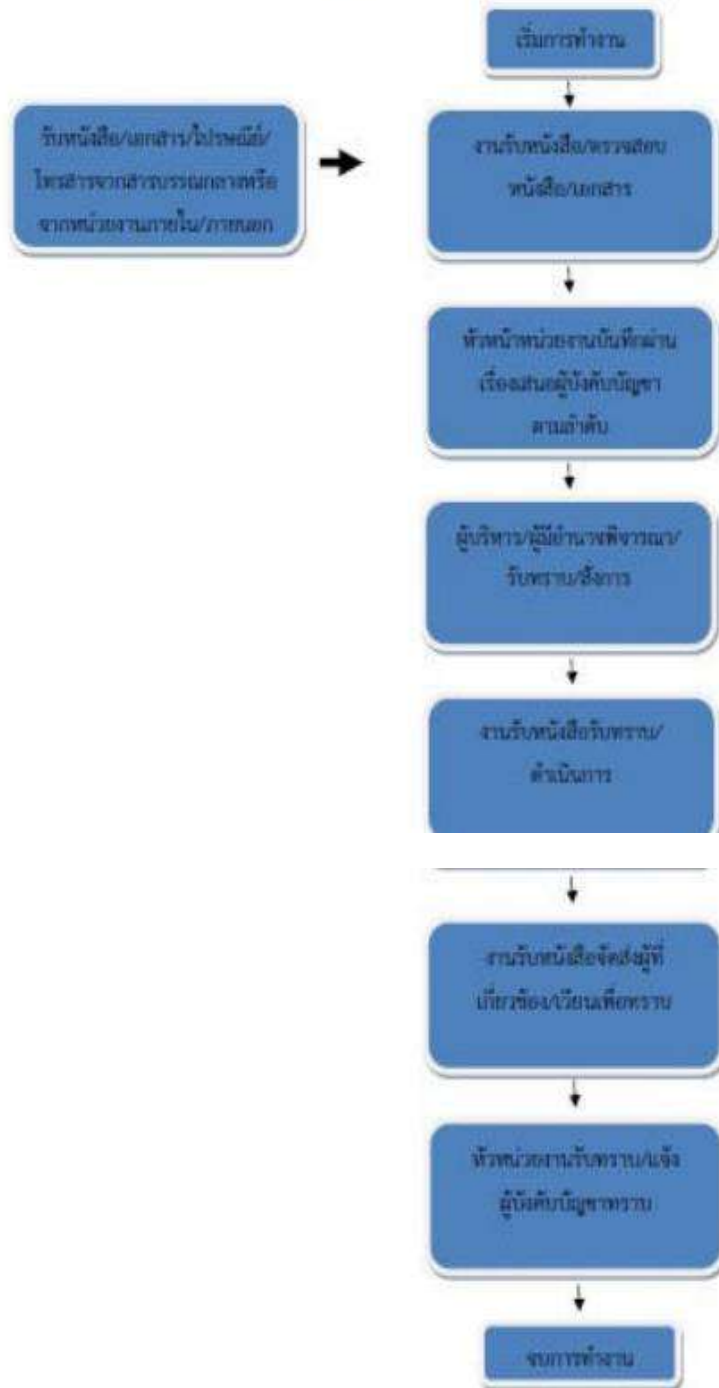 เริ่มการทำงาน
รับหนังสือ/เอกสาร/ไปรษณีย์/
โทรสารจากสารบรรณกลางหรือ
จากหน่วยงานภายใน/ภายนอก
งานรับหนังสือ/ตรวจสอบ
หนังสือ/เอกสาร
หัวหน้าหน่วยงานบันทึกผ่าน
เรื่องเสนอผู้บังคับบัญชา
ตามลำดับ
ผู้บริหาร/ผู้มีอำนาจพิจารณา/
รับทราบ/สั่งการ
งานรับหนังสือรับทราบ/
ดำเนินการ
งานรับหนังสือจัดส่งผู้ที่
เกี่ยวข้อง/เวียนเพื่อทราบ
หัวหน่วยงานรับทราบ/แจ้ง
ผู้บังคับบัญชาทราบ
จบการทำงาน